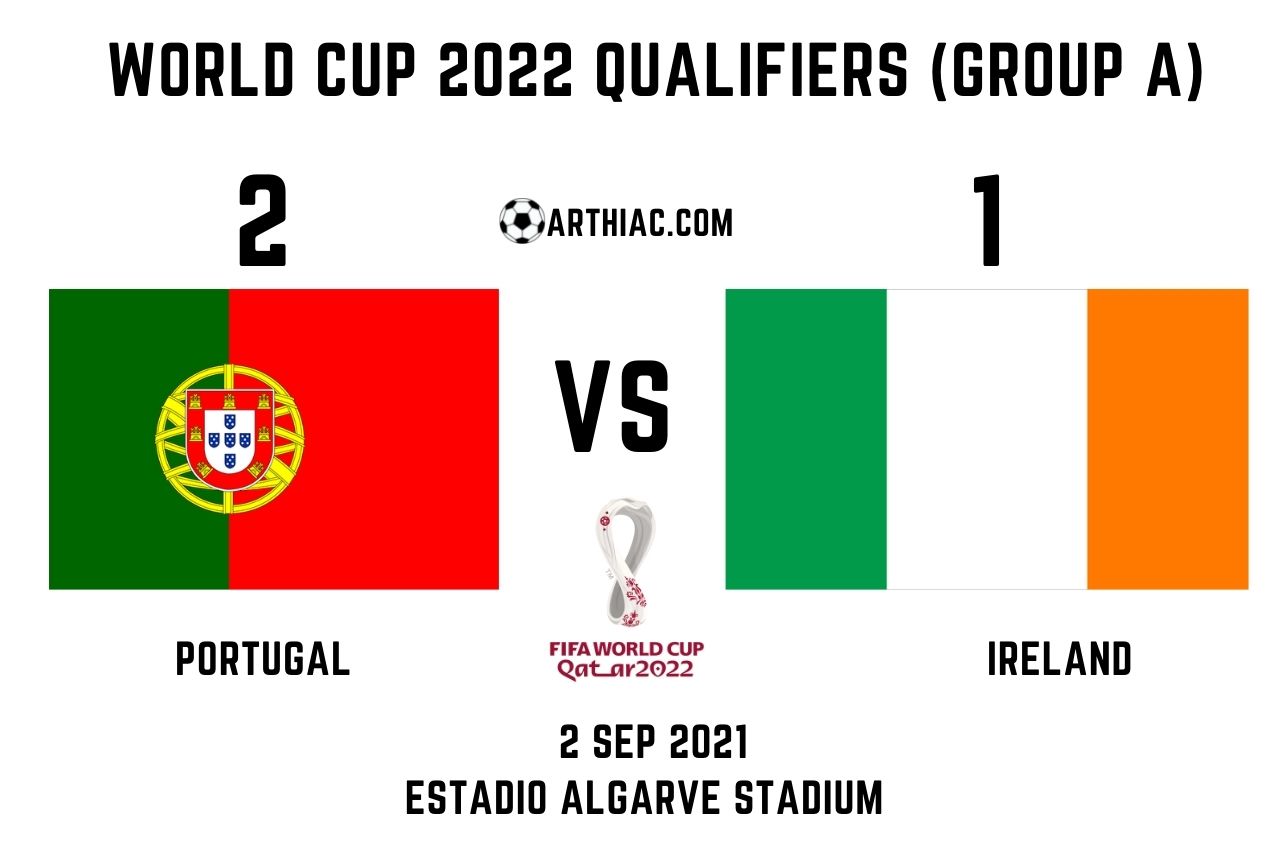 WORLD CUP 2022 QUALIFIERS (GROUP A)
2
ARTHIAC.COM
1
VS
TM
FIFA WORLD CUP
Qatar2022
PORTUGAL
IRELAND
2 SEP 2021
ESTADIO ALGARVE STADIUM